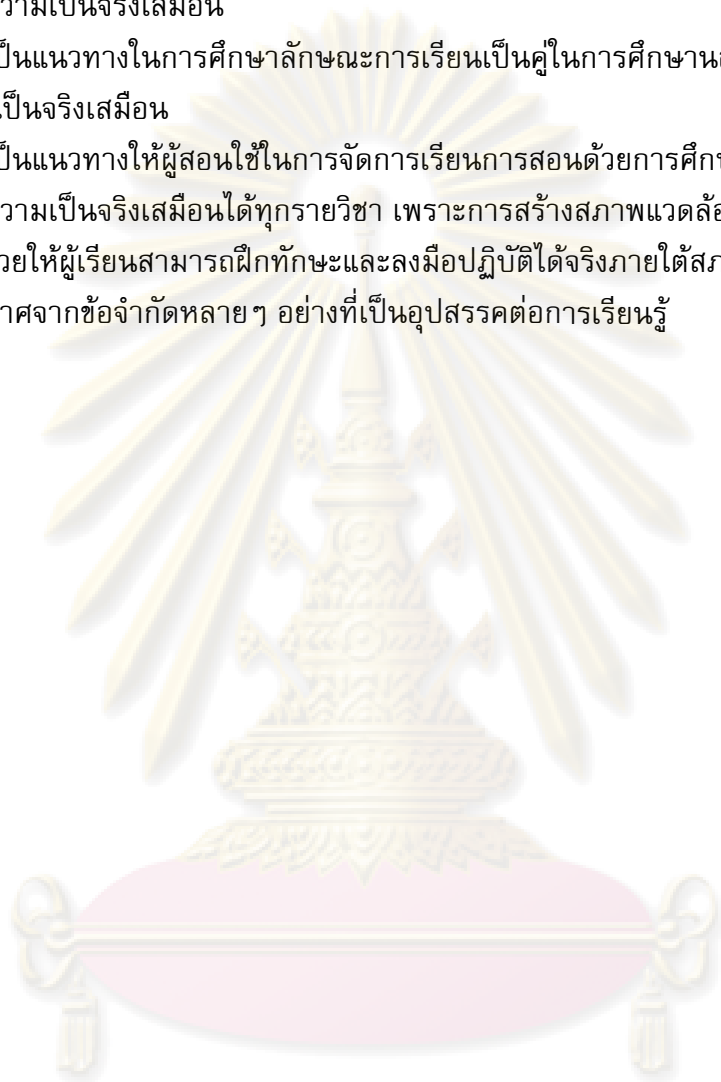 วามเป็นจริงเสมือน
ป็นแนวทางในการศึกษาลักษณะการเรียนเป็นคู่ในการศึกษานอ
เป็นจริงเสมือน
ป็นแนวทางให้ผู้สอนใช้ในการจัดการเรียนการสอนด้วยการศึกษ
วามเป็นจริงเสมือนได้ทุกรายวิชา เพราะการสร้างสภาพแวดล้อ
วยให้ผู้เรียนสามารถฝึกทักษะและลงมือปฏิบัติได้จริงภายใต้สภ
าศจากข้อจำกัดหลายๆ อย่างที่เป็นอุปสรรคต่อการเรียนรู้